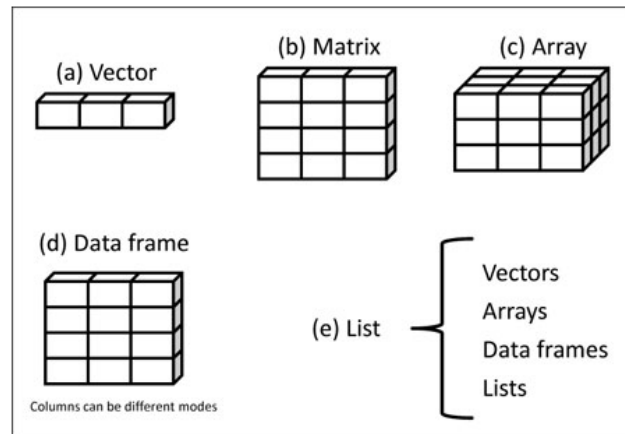 (a) Vector
(b) Matrix
(c) Array
(d) Data frame
Columns can be different modes
(e) List
Vectors
Arrays
Data frames
Lists